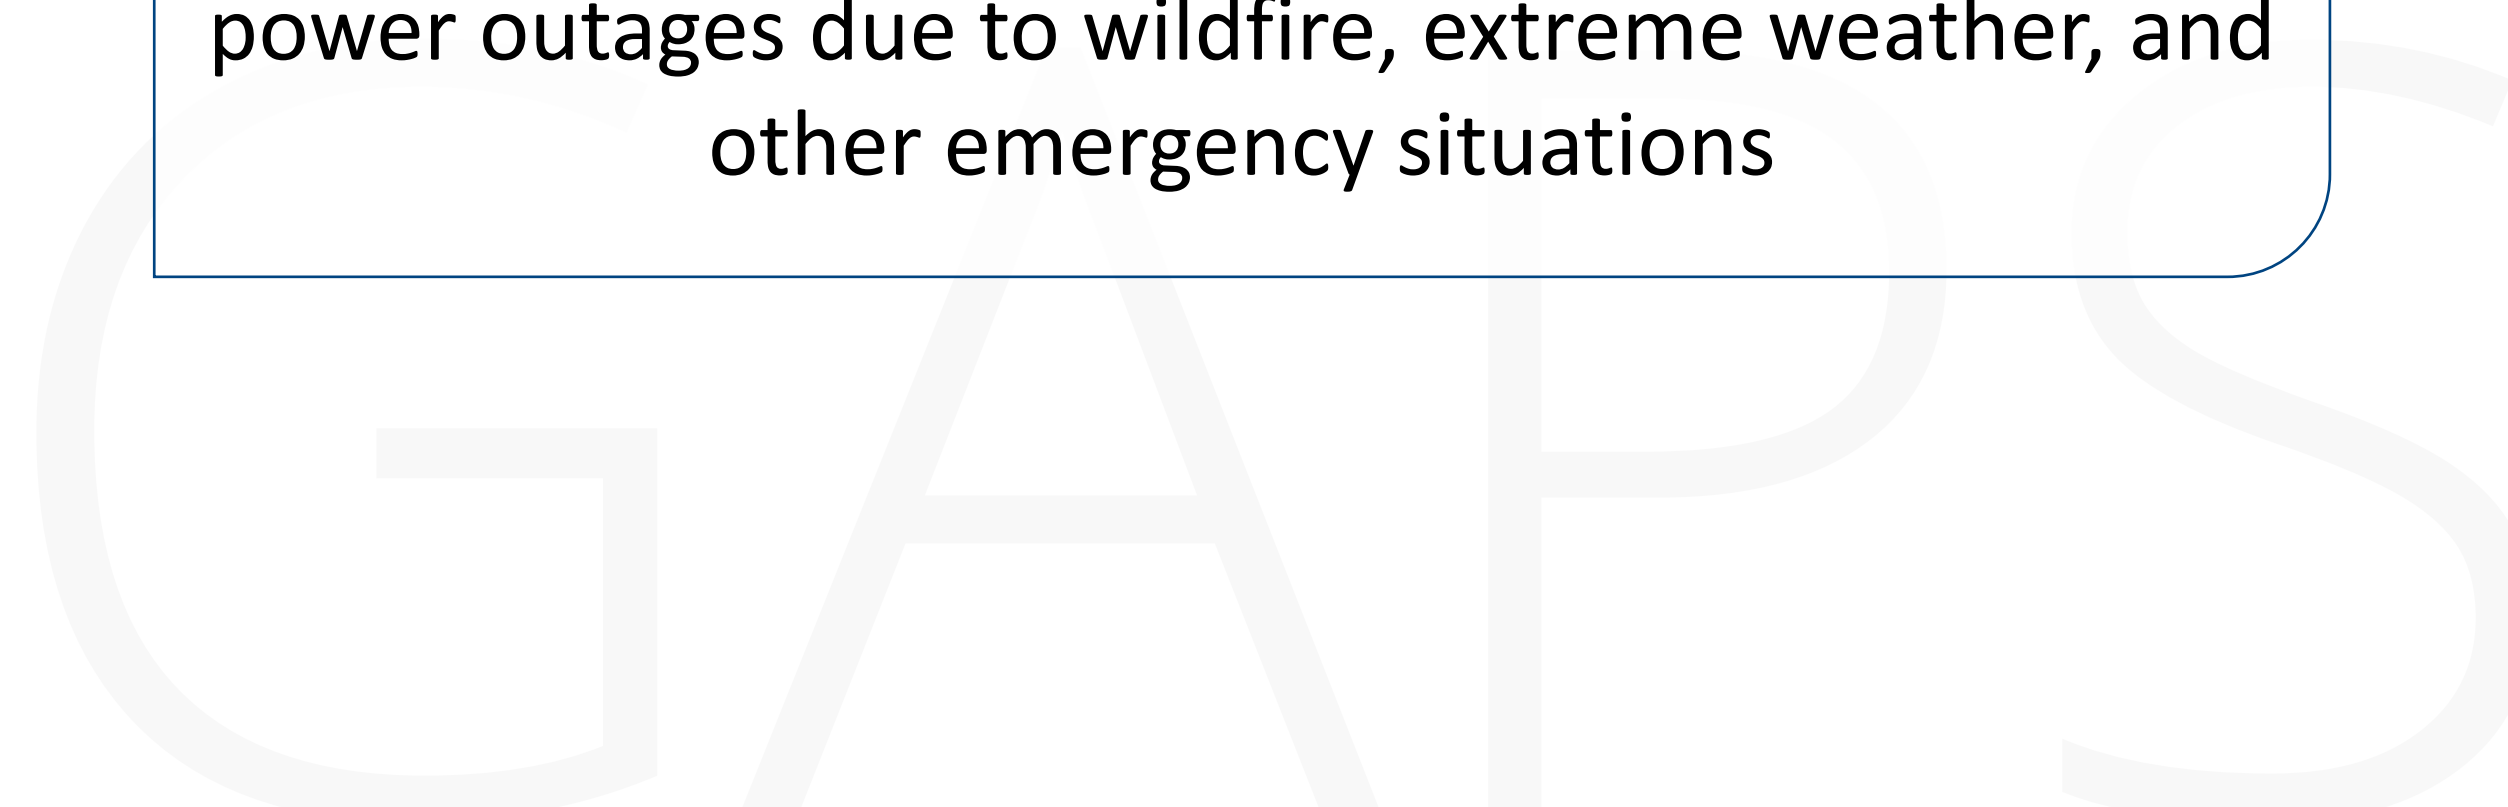 power outages due to wildfire, extreme weather, and
other emergency situations
GAPS